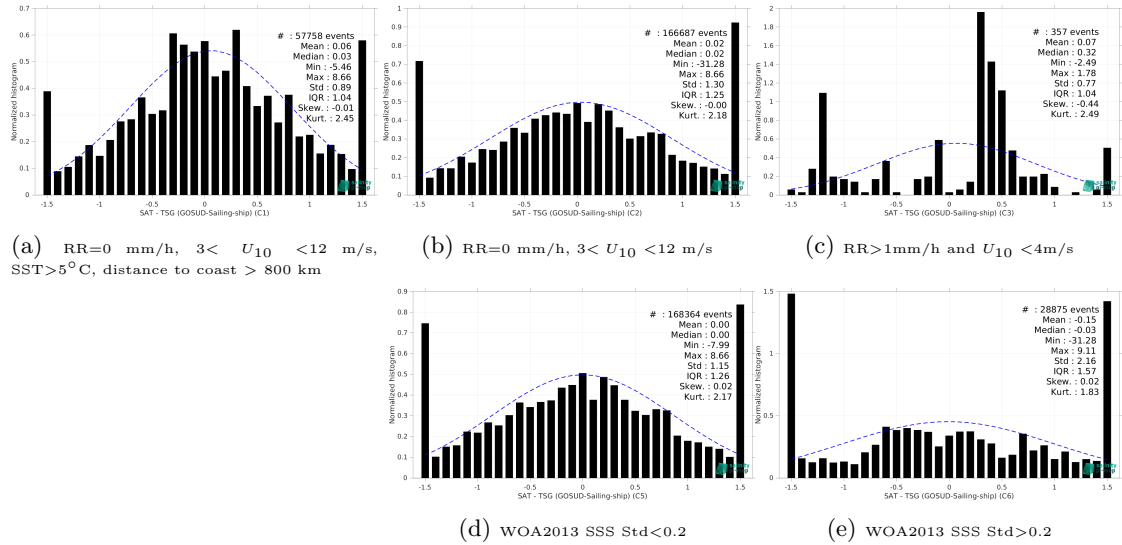 0.7
0.6
0.5
0.4
0.3
0.2
0.1
0
Normalized histogram
# : 57758 events
Mean : 0.06
Median : 0.03
Min : -5.46
Max : 8.66
Std : 0.89
IQR : 1.04
Skew. : -0.01
Kurt. : 2.45
-1.5 -1 -0.5 0 0.5 1 1.5
SAT - TSG (GOSUD-Sailing-ship) (C1)
(a) RR=0 mm/h, 3< U10 <12 m/s,
SST>5°C, distance to coast > 800 km
1
0.9
0.8
0.7
0.6
0.5
0.4
0.3
0.2
0.1
0
Normalized histogram
# : 166687 events
Mean : 0.02
Median : 0.02
Min : -31.28
Max : 8.66
Std : 1.30
IQR : 1.25
Skew. : -0.00
Kurt. : 2.18
-1.5 -1 -0.5 0 0.5 1 1.5
SAT - TSG (GOSUD-Sailing-ship) (C2)
(b) RR=0 mm/h, 3< U10 <12 m/s
2
1.8
1.6
1.4
1.2
1
0.8
0.6
0.4
0.2
0
Normalized histogram
# : 357 events
Mean : 0.07
Median : 0.32
Min : -2.49
Max : 1.78
Std : 0.77
IQR : 1.04
Skew. : -0.44
Kurt. : 2.49
-1.5 -1 -0.5 0 0.5 1 1.5
SAT - TSG (GOSUD-Sailing-ship) (C3)
(c) RR>1mm/h and U10 <4m/s
0.9
0.8
0.7
0.6
0.5
0.4
0.3
0.2
0.1
0
Normalized histogram
# : 168364 events
Mean : 0.00
Median : 0.00
Min : -7.99
Max : 8.66
Std : 1.15
IQR : 1.26
Skew. : 0.02
Kurt. : 2.17
-1.5 -1 -0.5 0 0.5 1 1.5
SAT - TSG (GOSUD-Sailing-ship) (C5)
(d) WOA2013 SSS Std<0.2
1.5
1
0.5
0
Normalized histogram
# : 28875 events
Mean : -0.15
Median : -0.03
Min : -31.28
Max : 9.11
Std : 2.16
IQR : 1.57
Skew. : 0.02
Kurt. : 1.83
-1.5 -1 -0.5 0 0.5 1 1.5
SAT - TSG (GOSUD-Sailing-ship) (C6)
(e) WOA2013 SSS Std>0.2